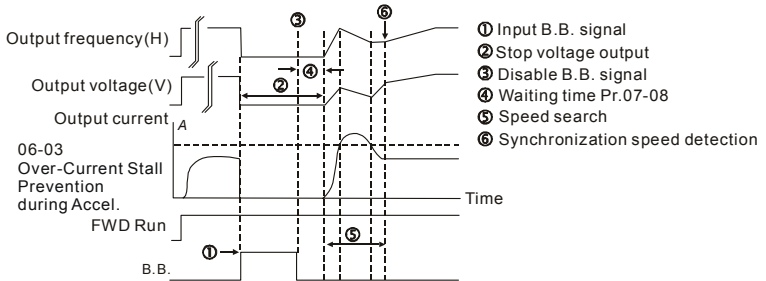 Output frequency(H)
Output voltage(V)
Output current
A
06-03
Over-Current Stall
Prevention
during Accel.
FWD Run
B.B.
Time
③
⑥
④
②
⑤
①
① Input B.B. signal
② Stop voltage output
③ Disable B.B. signal
④ Waiting time Pr.07-08
⑤ Speed search
⑥ Synchronization speed detection